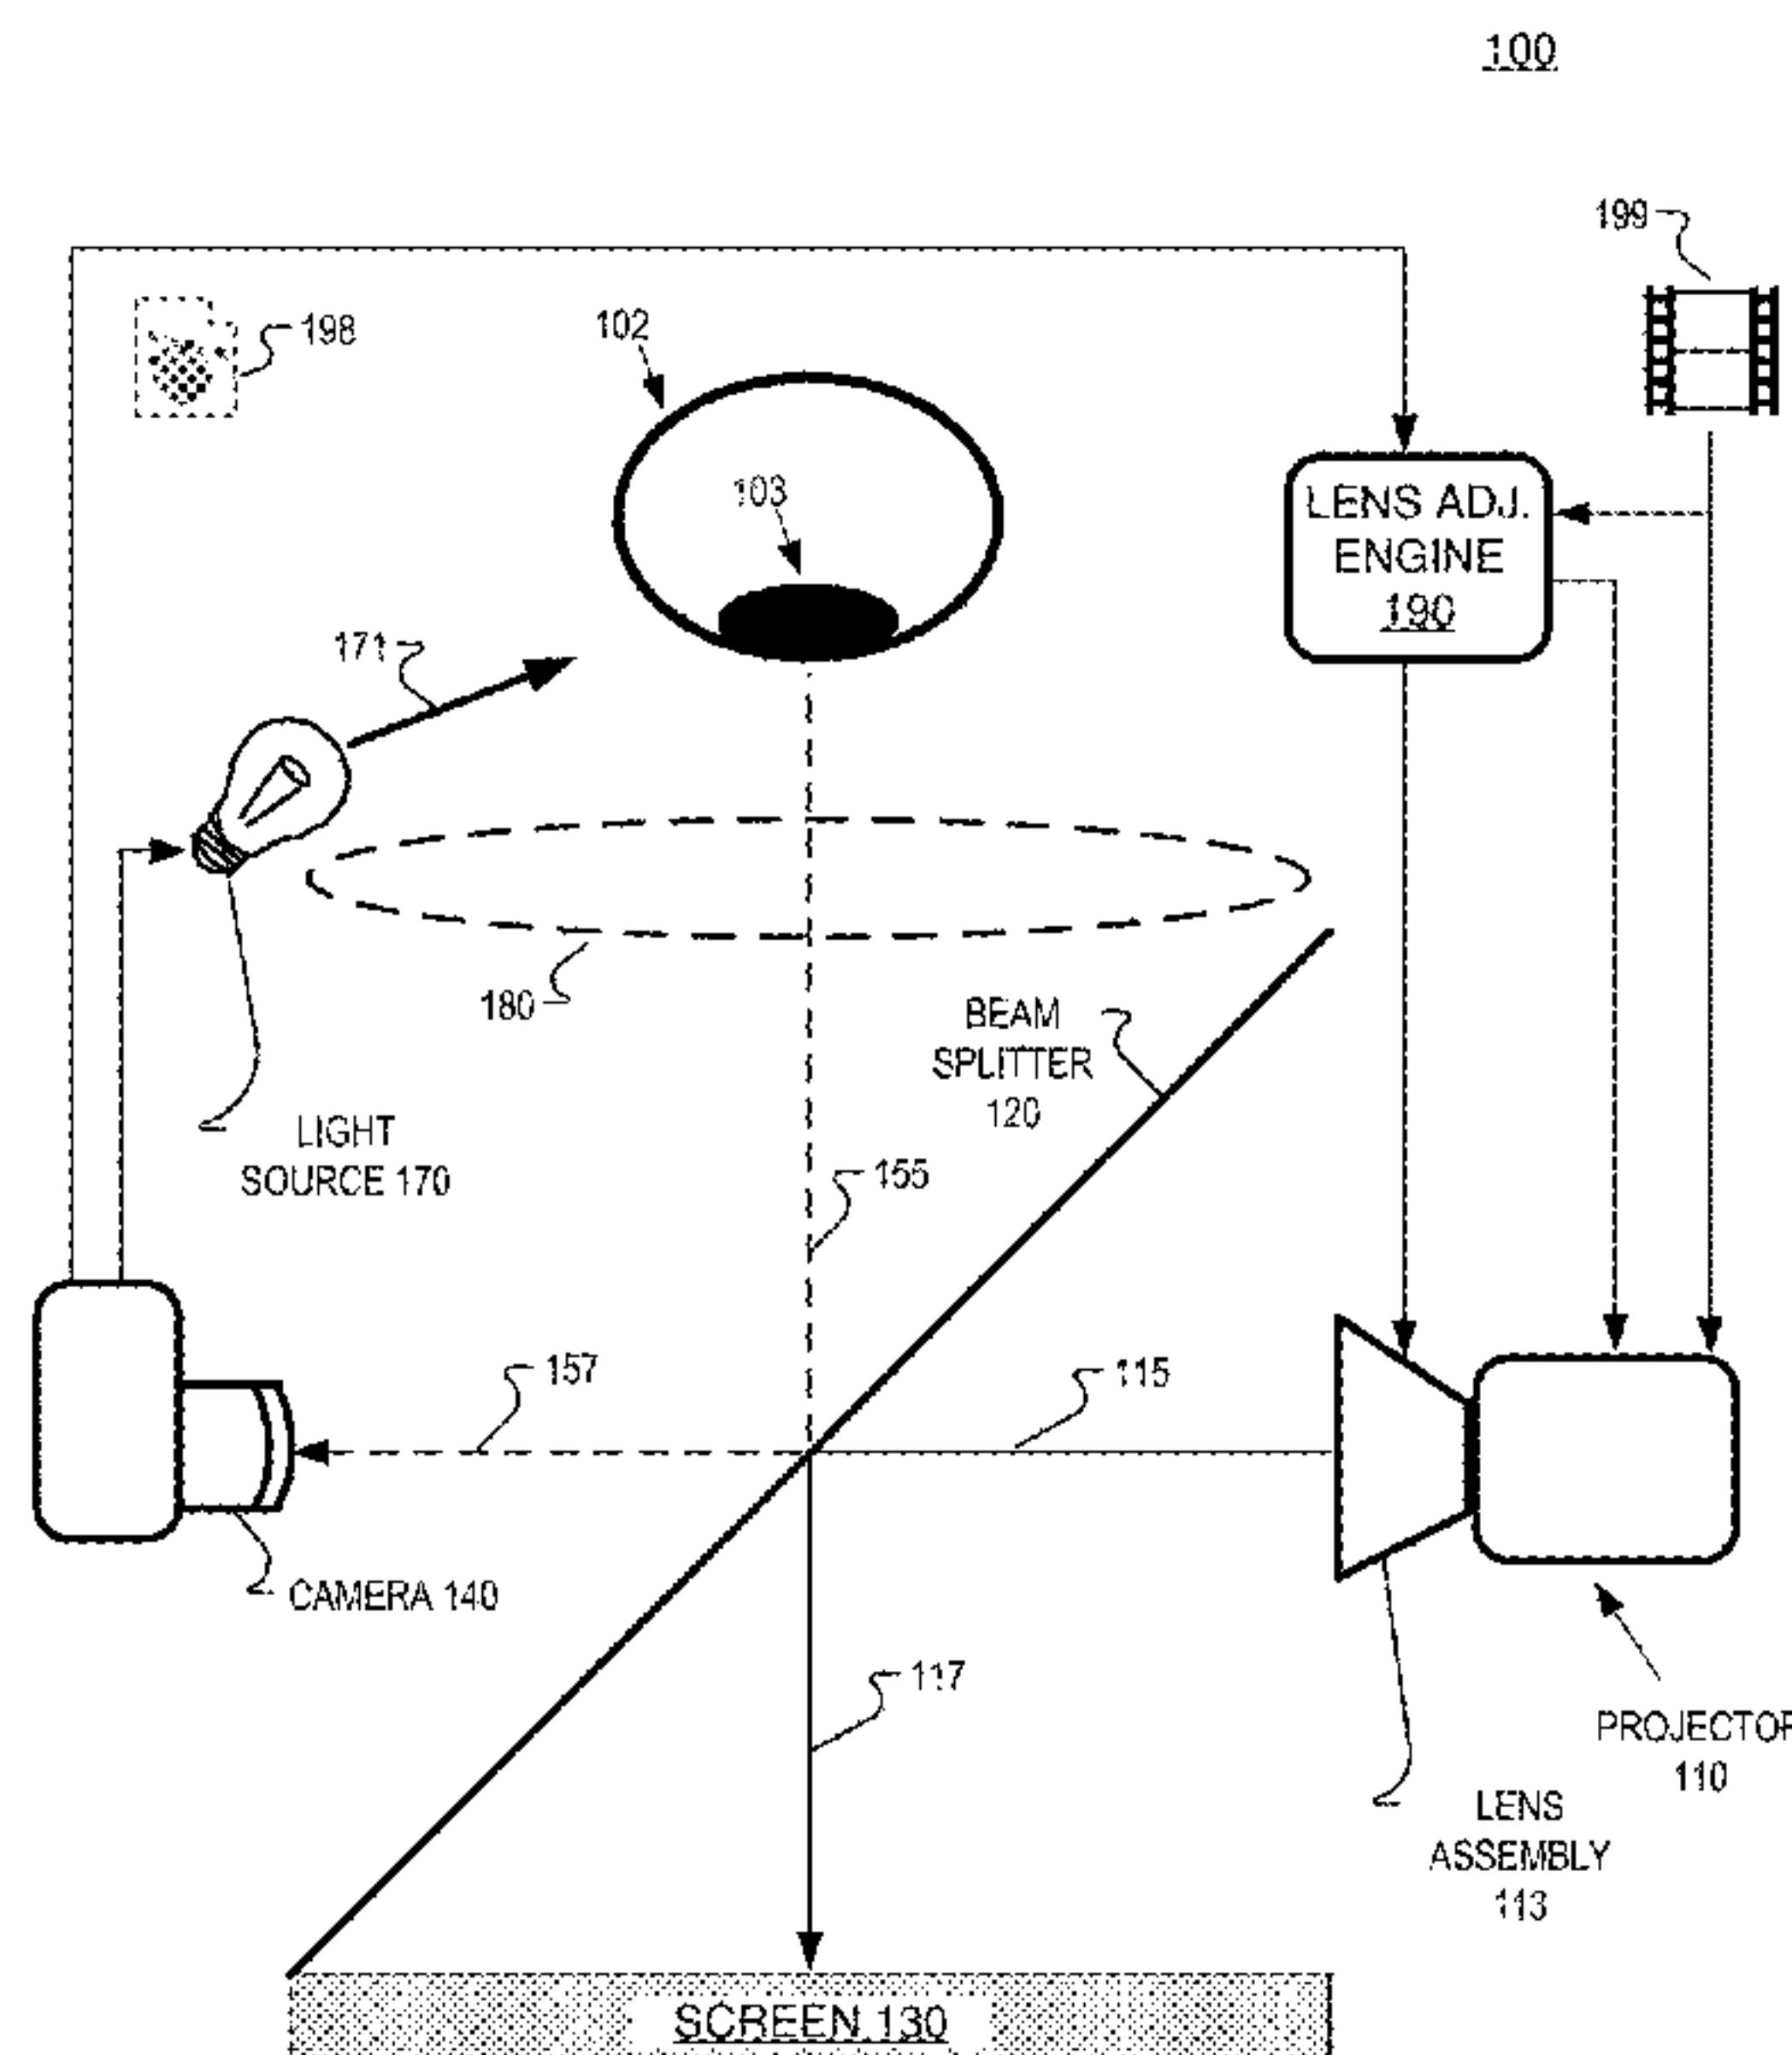 100
199
198
102
103
LENS ADJ.
ENGINE
190
171
180
BEAM
SPLITTER
120
LIGHT
SOURCE 170
155
157
115
CAMERA 140
117
PROJECTOR
110
LENS
ASSEMBLY
113
SCREEN 130